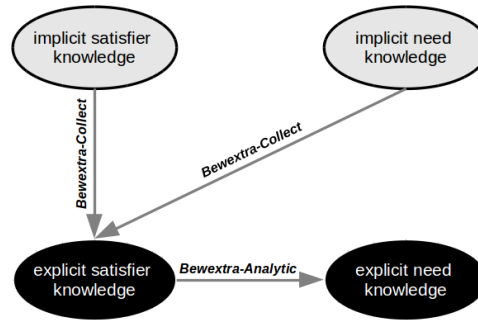 implicit satisfier
knowledge
implicit need
knowledge
Bewextra-Collect
Bewextra-Collect
explicit satisfier
knowledge
Bewextra-Analytic
explicit need
knowledge